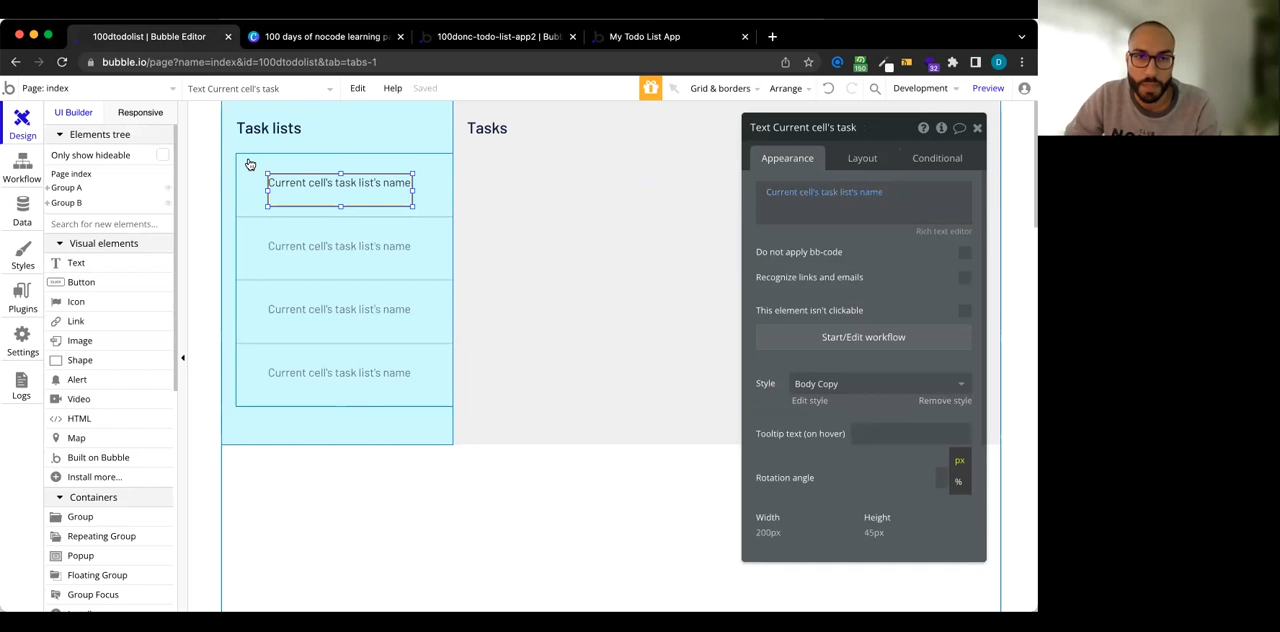 100dtodolist | Bubble Editor
100 days of nocode learning pa
100donc-todo-list-app2 | Bub
My Todo List App
bubble.io/page?name=index&id=100dtodolist&tab=tabs-1
150
32
D
Page: index
Text Current cell's task
Edit
Help
Saved
Grid & borders
Arrange
Development
Preview
Design
Workflow
Data
Styles
Plugins
Settings
Logs
UI Builder
Responsive
Elements tree
Only show hideable
Page index
Group A
Group B
Search for new elements...
Visual elements
Text
Button
Icon
Link
Image
Shape
Alert
Video
</> HTML
Map
Built on Bubble
Install more...
Containers
Group
Repeating Group
Popup
Floating Group
Group Focus
Task lists
Tasks
Current cell's task list's name
Current cell's task list's name
Current cell's task list's name
Current cell's task list's name
Text Current cell's task
Appearance
Layout
Conditional
Current cell's task list's name
Rich text editor
Do not apply bb-code
Recognize links and emails
This element isn't clickable
Start/Edit workflow
Style
Body Copy
Edit style
Remove style
Tooltip text (on hover)
px
%
Rotation angle
Width
Height
200px
45px